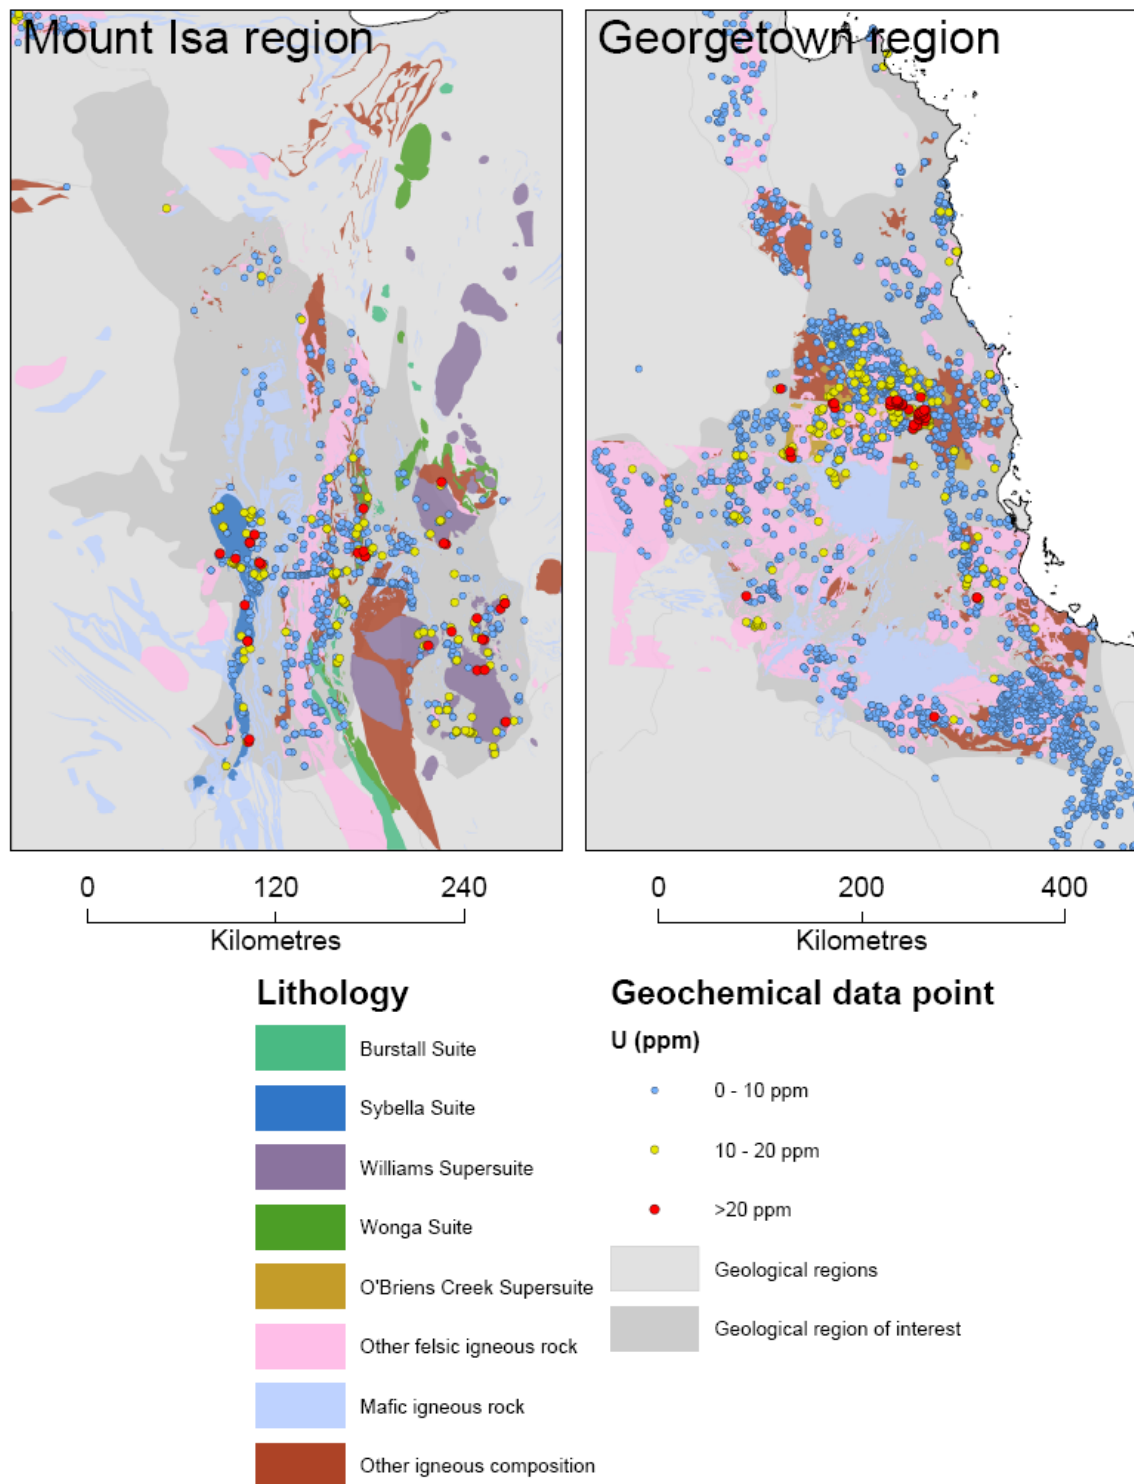 Mount Isa region
Georgetown region
0 120 240
Kilometres
0 200 400
Kilometres
Lithology
Burstall Suite
Sybella Suite
Williams Supersuite
Wonga Suite
O'Briens Creek Supersuite
Other felsic igneous rock
Mafic igneous rock
Other igneous composition
Geochemical data point
U (ppm)
0 - 10 ppm
10 - 20 ppm
>20 ppm
Geological regions
Geological region of interest